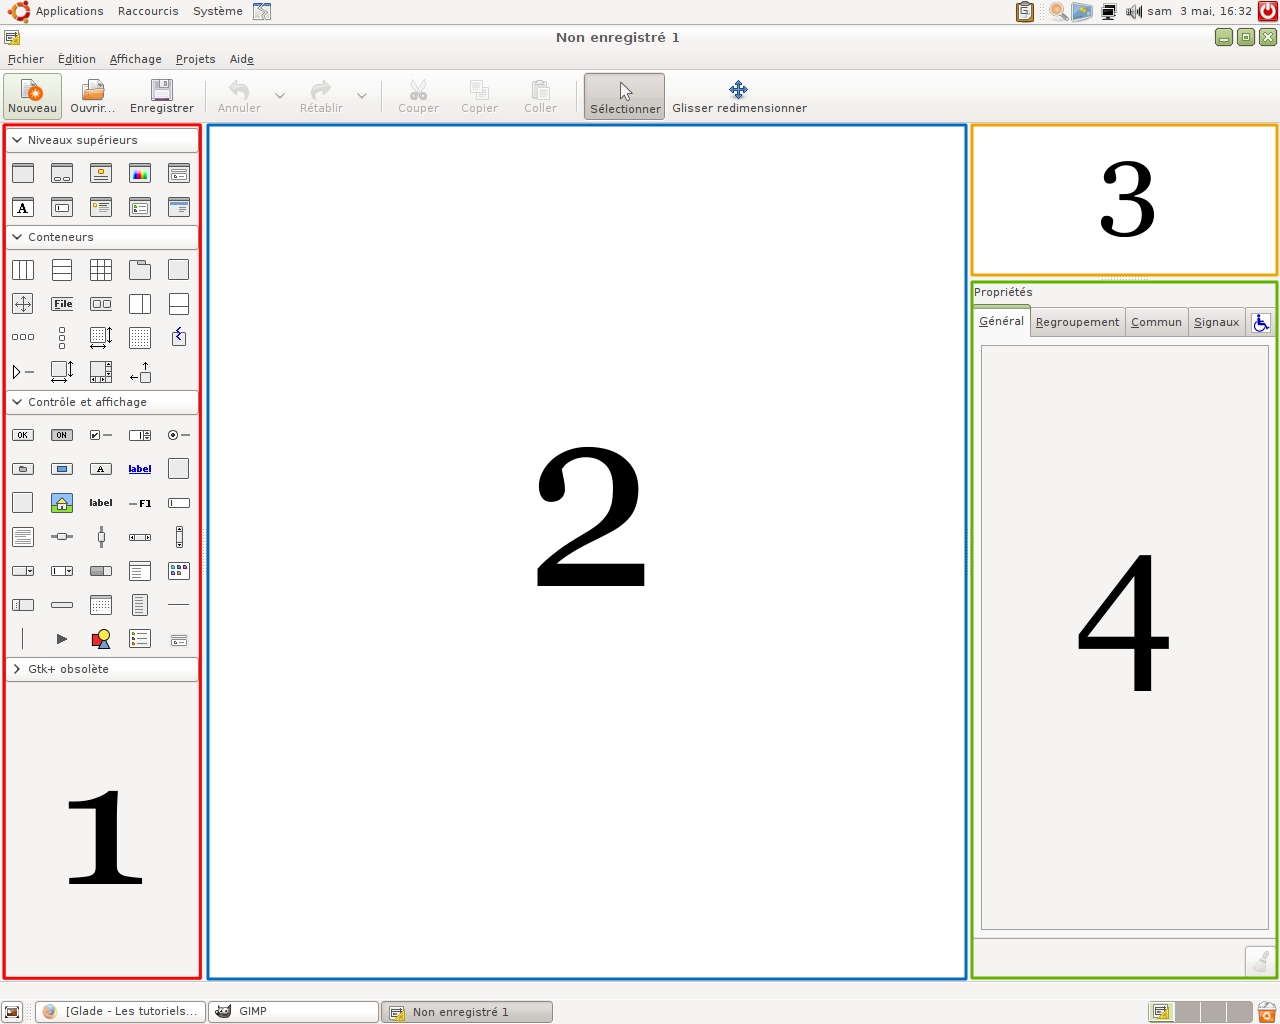 Applications Raccourcis Système
sam 3 mai, 16:32
Non enregistré 1
Fichier Édition Affichage Projets Aide
Nouveau Ouvrir... Enregistrer Annuler Rétablir Couper Copier Coller Sélectionner Glisser redimensionner
Niveaux supérieurs
A
Conteneurs
File
Contrôle et affichage
OK ON
A label
label F1
Gtk+ obsolète
1
2
3
Propriétés
Général Regroupement Commun Signaux
4
[Glade - Les tutoriels... GIMP Non enregistré 1